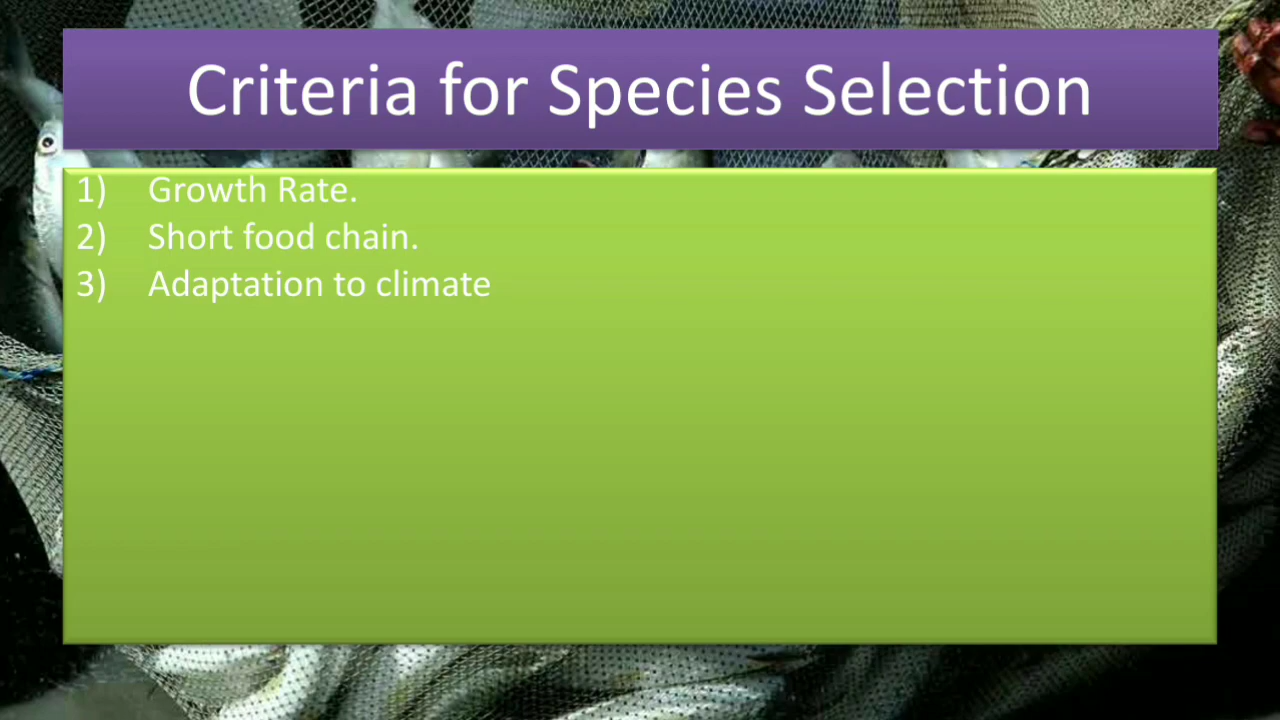 Criteria for Species Selection
1) Growth Rate.
2) Short food chain.
3) Adaptation to climate